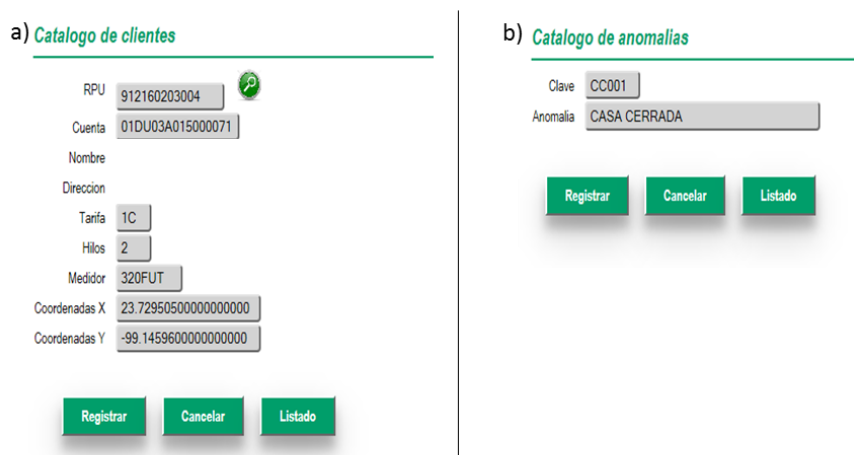 a) Catalogo de clientes
RPU 912160203004
Cuenta 01DU03A015000071
Nombre
Direccion
Tarifa 1C
Hilos 2
Medidor 320FUT
Coordenadas X 23.72950500000000000
Coordenadas Y -99.1459600000000000
Registrar Cancelar Listado
b) Catalogo de anomalias
Clave CC001
Anomalia CASA CERRADA
Registrar Cancelar Listado